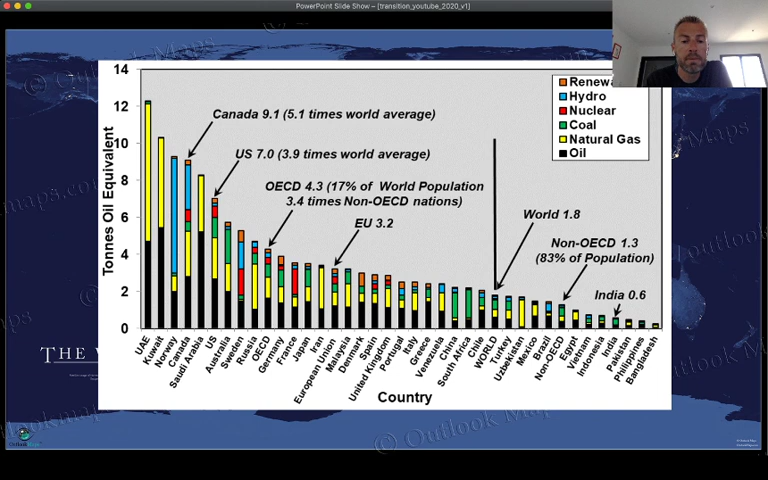 PowerPoint Slide Show – [transition_youtube_2020_v1]
© Outlook Maps
14
12
10
8
6
4
2
0
Tonnes Oil Equivalent
Renew
Hydro
Nuclear
Coal
Natural Gas
Oil
Canada 9.1 (5.1 times world average)
US 7.0 (3.9 times world average)
OECD 4.3 (17% of World Population
3.4 times Non-OECD nations)
EU 3.2
World 1.8
Non-OECD 1.3
(83% of Population)
India 0.6
UAE
Kuwait
Norway
Canada
Saudi Arabia
US
Australia
Sweden
Russia
OECD
Germany
France
Japan
Iran
European Union
Malaysia
Denmark
Spain
United Kingdom
Portugal
Italy
Greece
Venezuela
China
South Africa
Chile
WORLD
Turkey
Uzbekistan
Mexico
Brazil
Non-OECD
Egypt
Vietnam
Indonesia
India
Pakistan
Philippines
Bangladesh
Country
THE W
© Outlook Maps